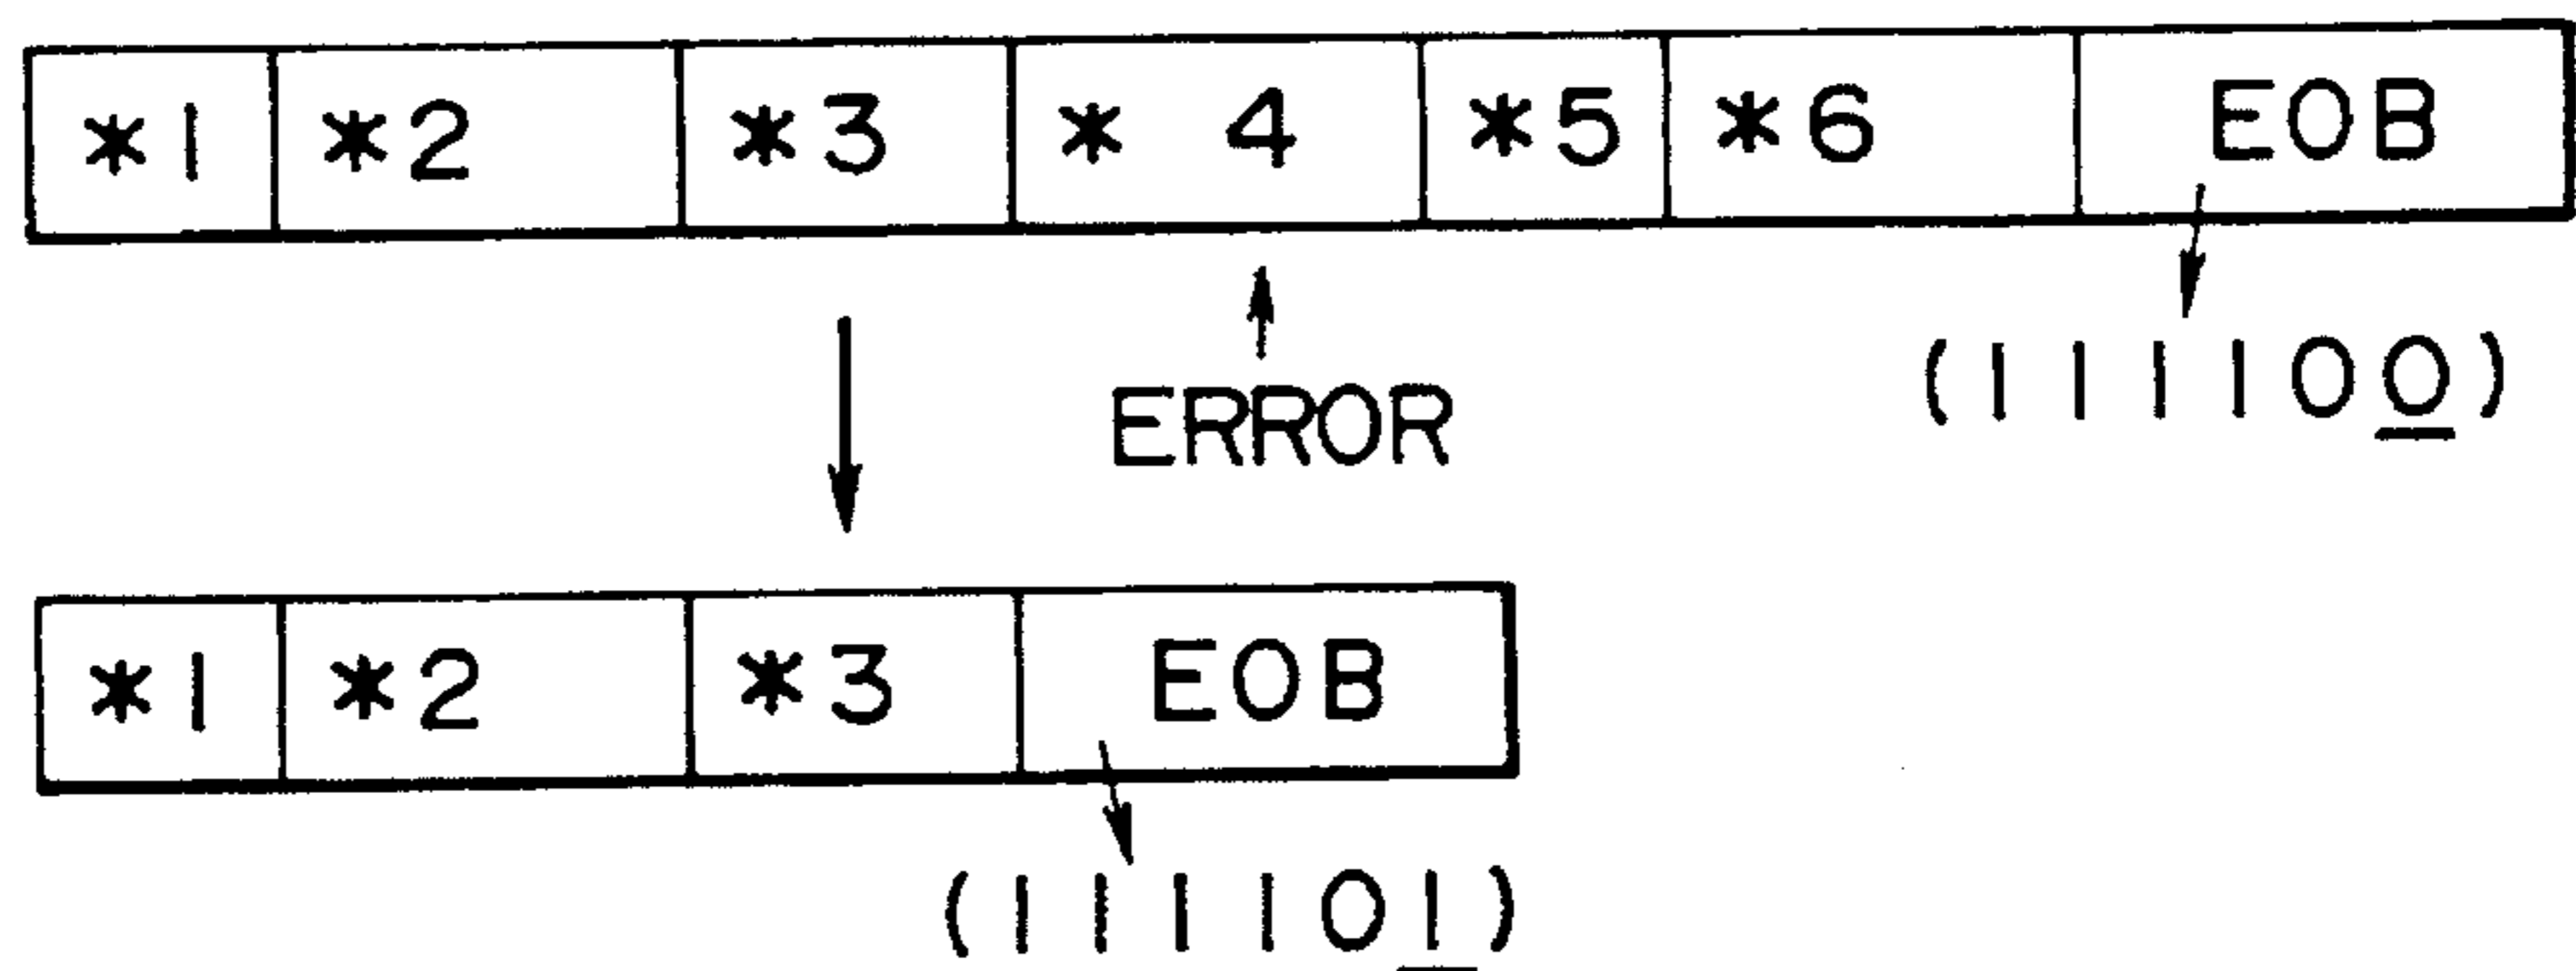 *1 *2 *3 * 4 *5 *6 EOB
(111100)
ERROR
*1 *2 *3 EOB
(111101)